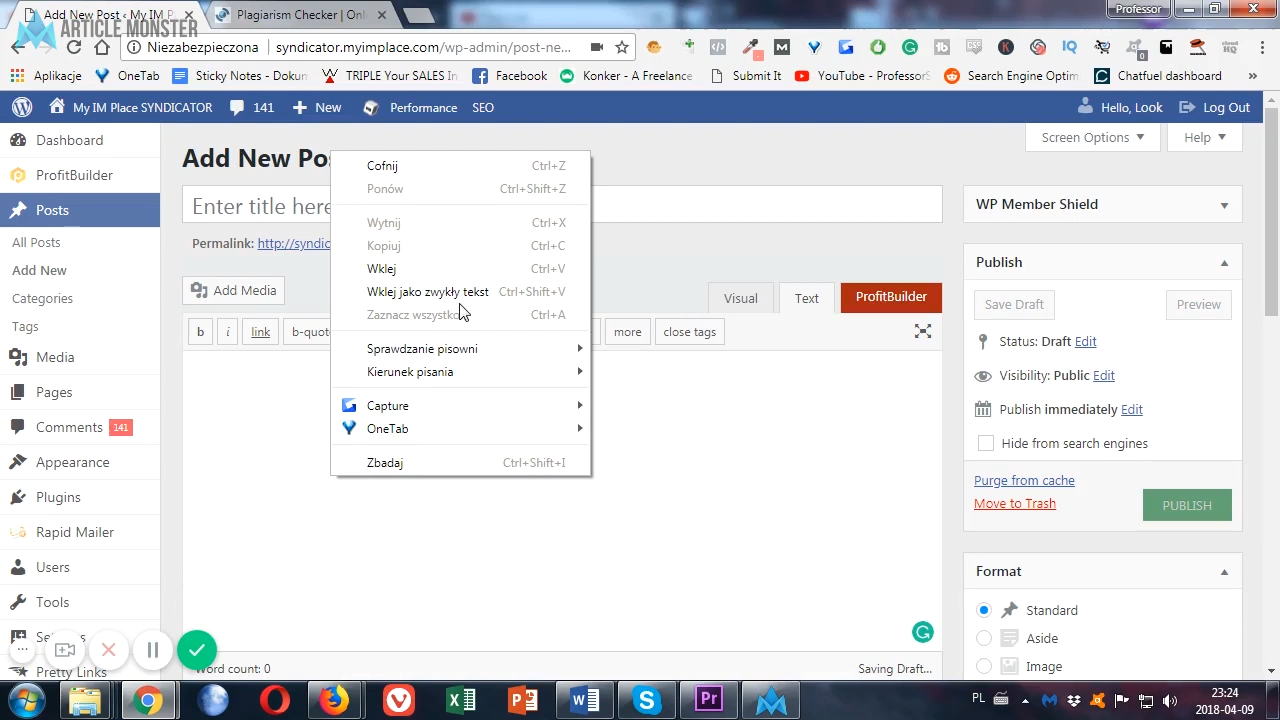 Professor
Add New Post ‹ My IM P
Plagiarism Checker | Onl
ARTICLE MONSTER
Niezabezpieczona
syndicator.myimplace.com/wp-admin/post-ne...
Aplikacje
OneTab
Sticky Notes - Dokun
TRIPLE Your SALES i
Facebook
Konker - A Freelance
Submit It
YouTube - ProfessorS
Search Engine Optim
Chatfuel dashboard
»
My IM Place SYNDICATOR
141
New
Performance
SEO
Hello, Look
Log Out
Dashboard
ProfitBuilder
Posts
All Posts
Add New
Categories
Tags
Media
Pages
Comments 141
Appearance
Plugins
Rapid Mailer
Users
Tools
Pretty Links
Screen Options
Help
Add New Po
Enter title here
Permalink: http://syndic
Add Media
Visual
Text
ProfitBuilder
b
i
link
b-quot
more
close tags
Cofnij Ctrl+Z
Ponów Ctrl+Shift+Z
Wytnij Ctrl+X
Kopiuj Ctrl+C
Wklej Ctrl+V
Wklej jako zwykły tekst Ctrl+Shift+V
Zaznacz wszystko Ctrl+A
Sprawdzanie pisowni
Kierunek pisania
Capture
OneTab
Zbadaj Ctrl+Shift+I
Word count: 0
Saving Draft...
WP Member Shield
Publish
Save Draft
Preview
Status: Draft Edit
Visibility: Public Edit
Publish immediately Edit
Hide from search engines
Purge from cache
Move to Trash
PUBLISH
Format
Standard
Aside
Image
PL
23:24
2018-04-09